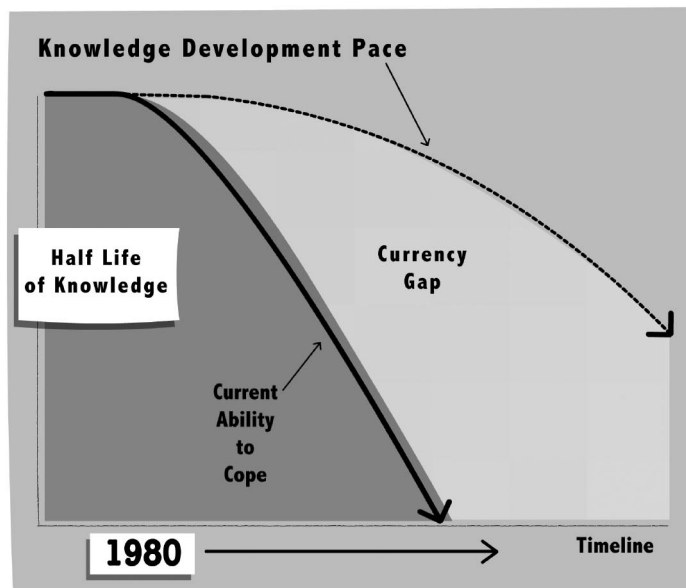 Knowledge Development Pace
Half Life
of Knowledge
Currency
Gap
Current
Ability
to
Cope
1980
Timeline